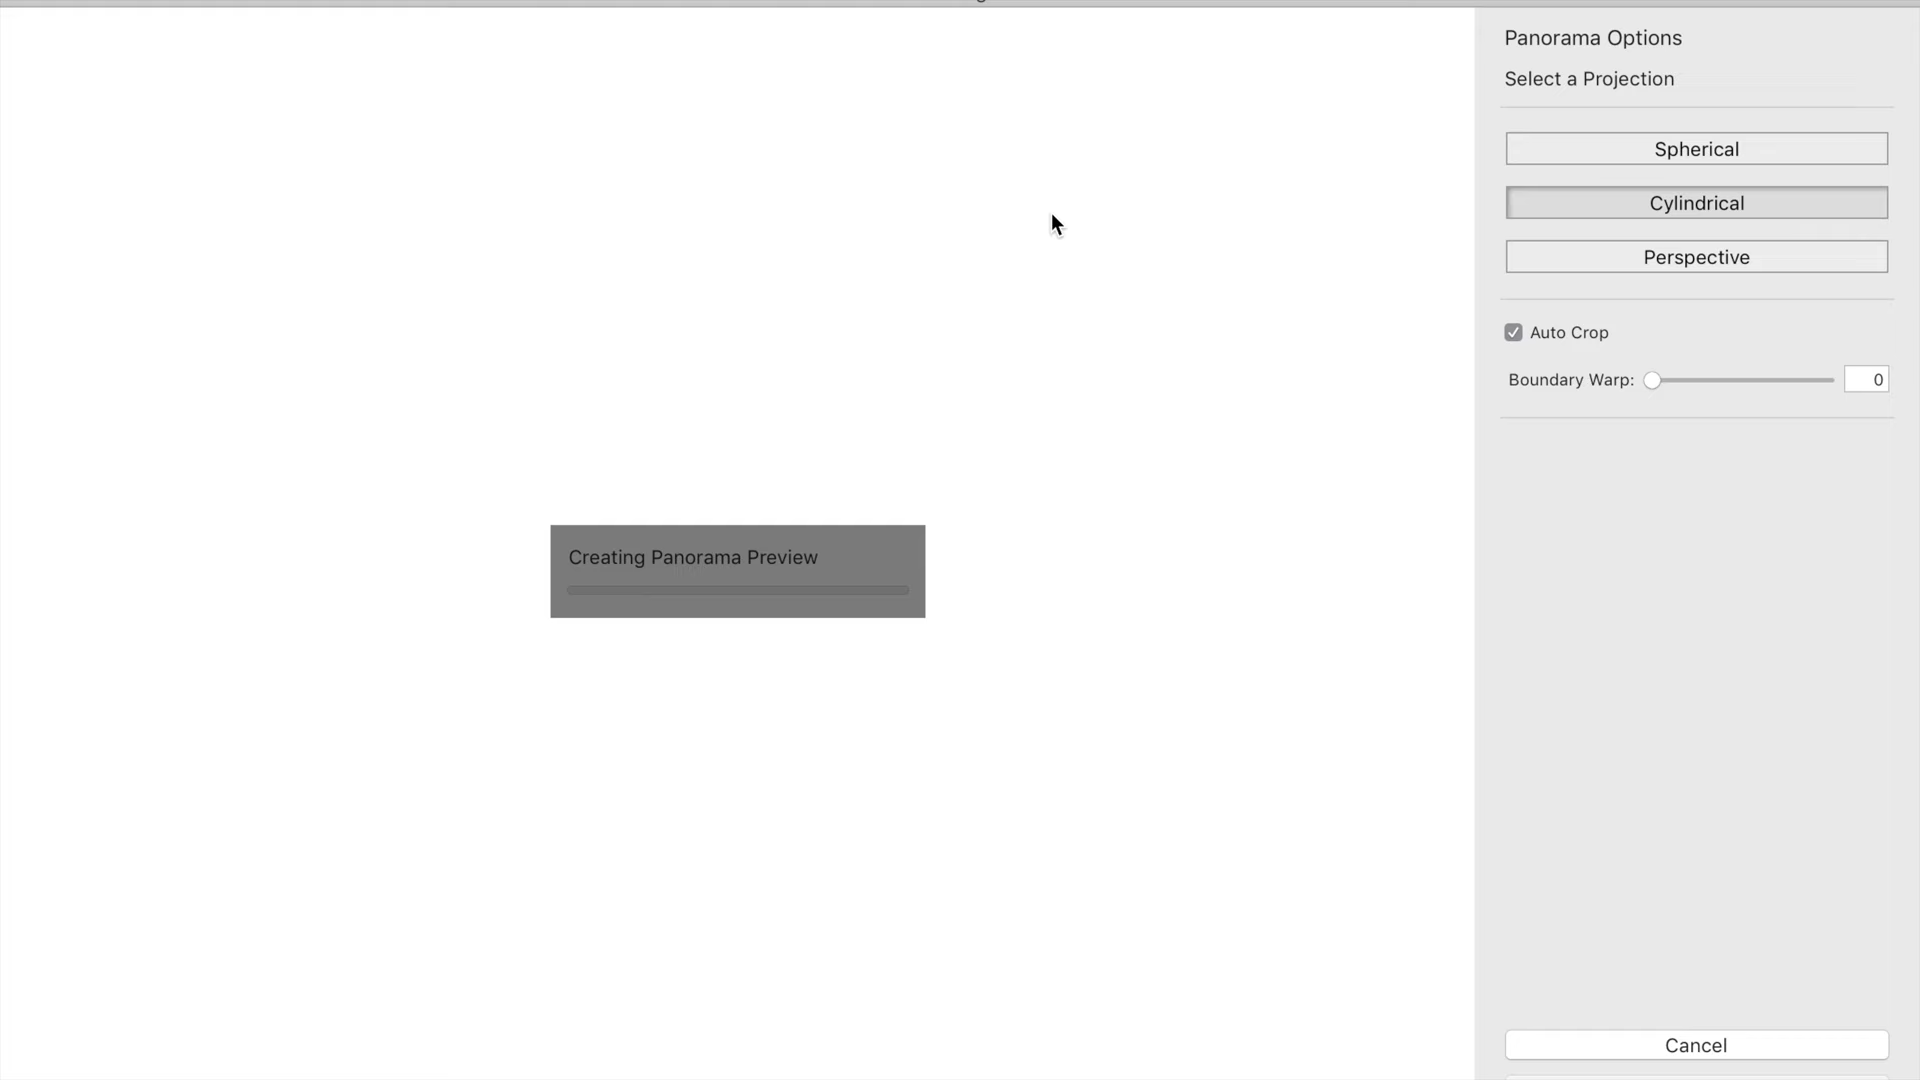 Panorama Options
Select a Projection
Spherical
Cylindrical
Perspective
Auto Crop
Boundary Warp: 0
Creating Panorama Preview
Cancel